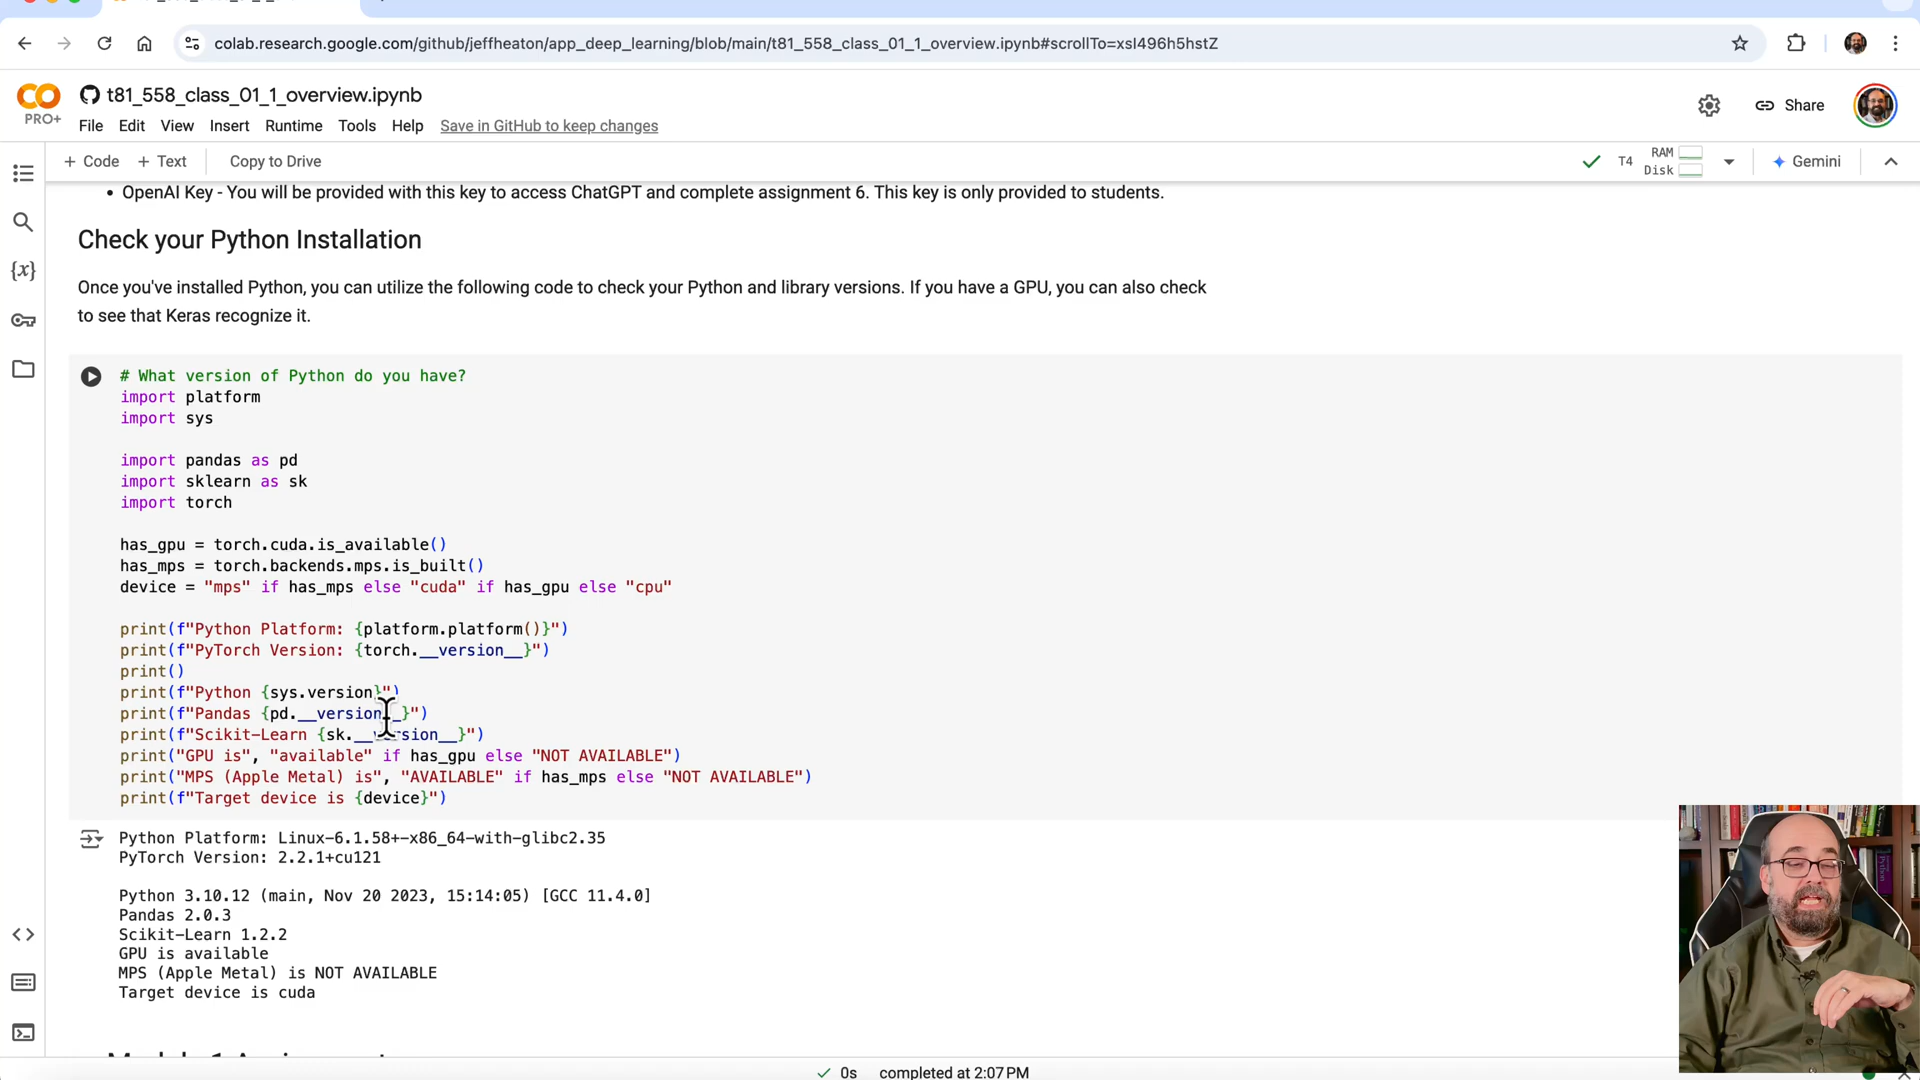 colab.research.google.com/github/jeffheaton/app_deep_learning/blob/main/t81_558_class_01_1_overview.ipynb#scrollTo=xsI496h5hstZ
CO
PRO+
t81_558_class_01_1_overview.ipynb
Share
File Edit View Insert Runtime Tools Help Save in GitHub to keep changes
+ Code + Text Copy to Drive
T4 RAM Disk Gemini
• OpenAI Key - You will be provided with this key to access ChatGPT and complete assignment 6. This key is only provided to students.
Check your Python Installation
Once you've installed Python, you can utilize the following code to check your Python and library versions. If you have a GPU, you can also check
to see that Keras recognize it.
# What version of Python do you have?
import platform
import sys
import pandas as pd
import sklearn as sk
import torch
has_gpu = torch.cuda.is_available()
has_mps = torch.backends.mps.is_built()
device = "mps" if has_mps else "cuda" if has_gpu else "cpu"
print(f"Python Platform: {platform.platform()}")
print(f"PyTorch Version: {torch.__version__}")
print()
print(f"Python {sys.version}")
print(f"Pandas {pd.__version__}")
print(f"Scikit-Learn {sk.__version__}")
print("GPU is", "available" if has_gpu else "NOT AVAILABLE")
print("MPS (Apple Metal) is", "AVAILABLE" if has_mps else "NOT AVAILABLE")
print(f"Target device is {device}")
Python Platform: Linux-6.1.58+-x86_64-with-glibc2.35
PyTorch Version: 2.2.1+cu121
Python 3.10.12 (main, Nov 20 2023, 15:14:05) [GCC 11.4.0]
Pandas 2.0.3
Scikit-Learn 1.2.2
GPU is available
MPS (Apple Metal) is NOT AVAILABLE
Target device is cuda
0s completed at 2:07 PM